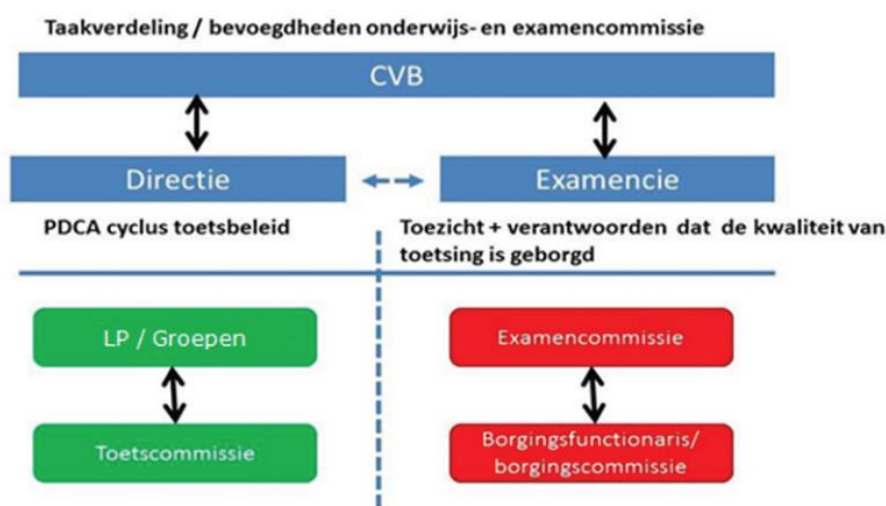 Taakverdeling / bevoegdheden onderwijs- en examencommissie
CVB
Directie
Examencie
PDCA cyclus toetsbeleid
Toezicht + verantwoorden dat de kwaliteit van
toetsing is geborgd
LP / Groepen
Examencommissie
Toetscommissie
Borgingsfunctionaris/
borgingscommissie